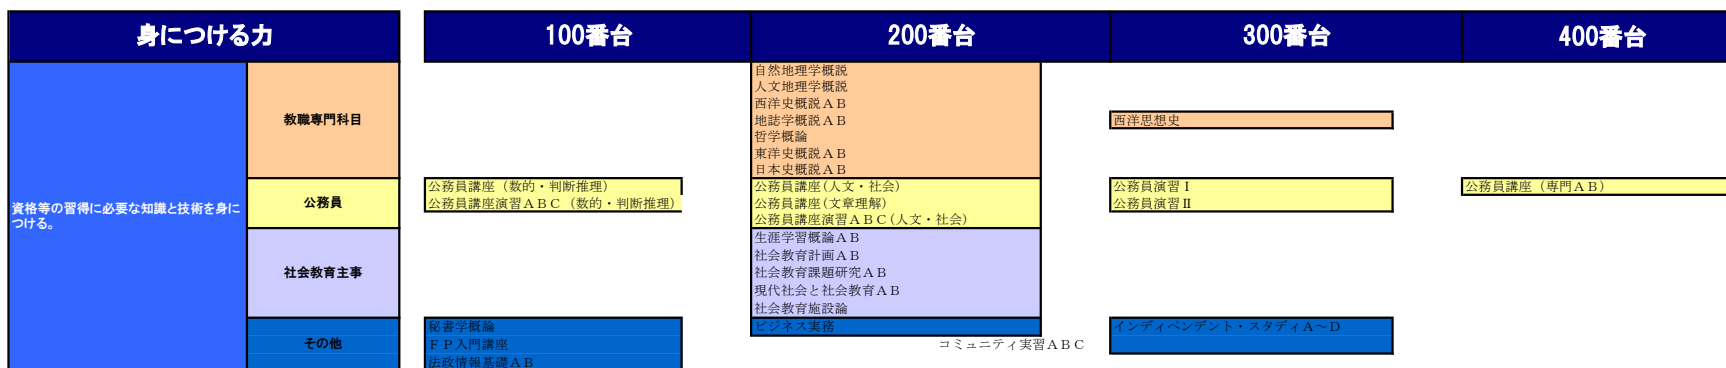 身につける力
100番台
200番台
300番台
400番台
資格等の習得に必要な知識と技術を身に
つける。
教職専門科目
自然地理学概説
人文地理学概説
西洋史概説ＡＢ
地誌学概説ＡＢ
哲学概論
東洋史概説ＡＢ
日本史概説ＡＢ
西洋思想史
公務員
公務員講座（数的・判断推理）
公務員講座演習ＡＢＣ（数的・判断推理）
公務員講座(人文・社会)
公務員講座(文章理解)
公務員講座演習ＡＢＣ(人文・社会)
公務員演習Ⅰ
公務員演習Ⅱ
公務員講座（専門ＡＢ）
社会教育主事
生涯学習概論ＡＢ
社会教育計画ＡＢ
社会教育課題研究ＡＢ
現代社会と社会教育ＡＢ
社会教育施設論
その他
秘書学概論
ＦＰ入門講座
法政情報基礎ＡＢ
ビジネス実務
コミュニティ実習ＡＢＣ
インディペンデント・スタディＡ～Ｄ